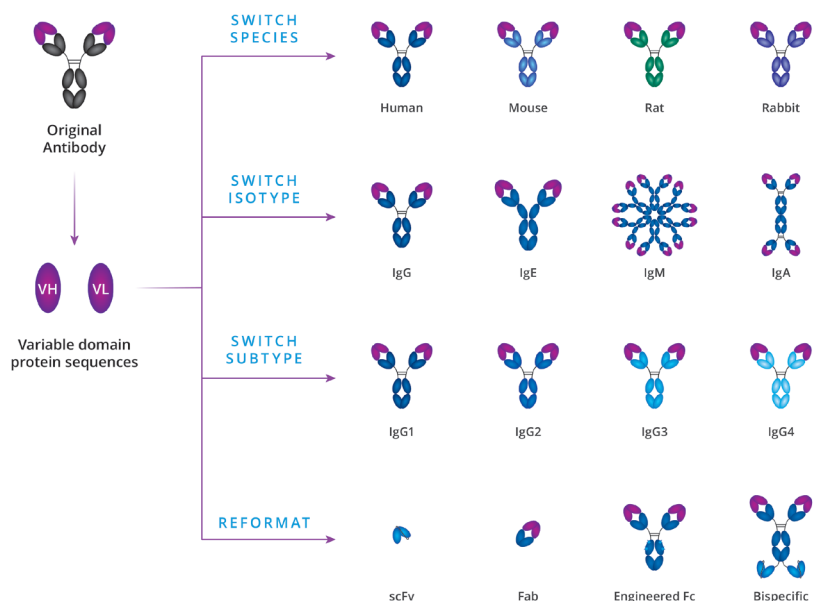 Original
Antibody
VH
VL
Variable domain
protein sequences
SWITCH
SPECIES
Human
Mouse
Rat
Rabbit
SWITCH
ISOTYPE
IgG
IgE
IgM
IgA
SWITCH
SUBTYPE
IgG1
IgG2
IgG3
IgG4
REFORMAT
scFv
Fab
Engineered Fc
Bispecific